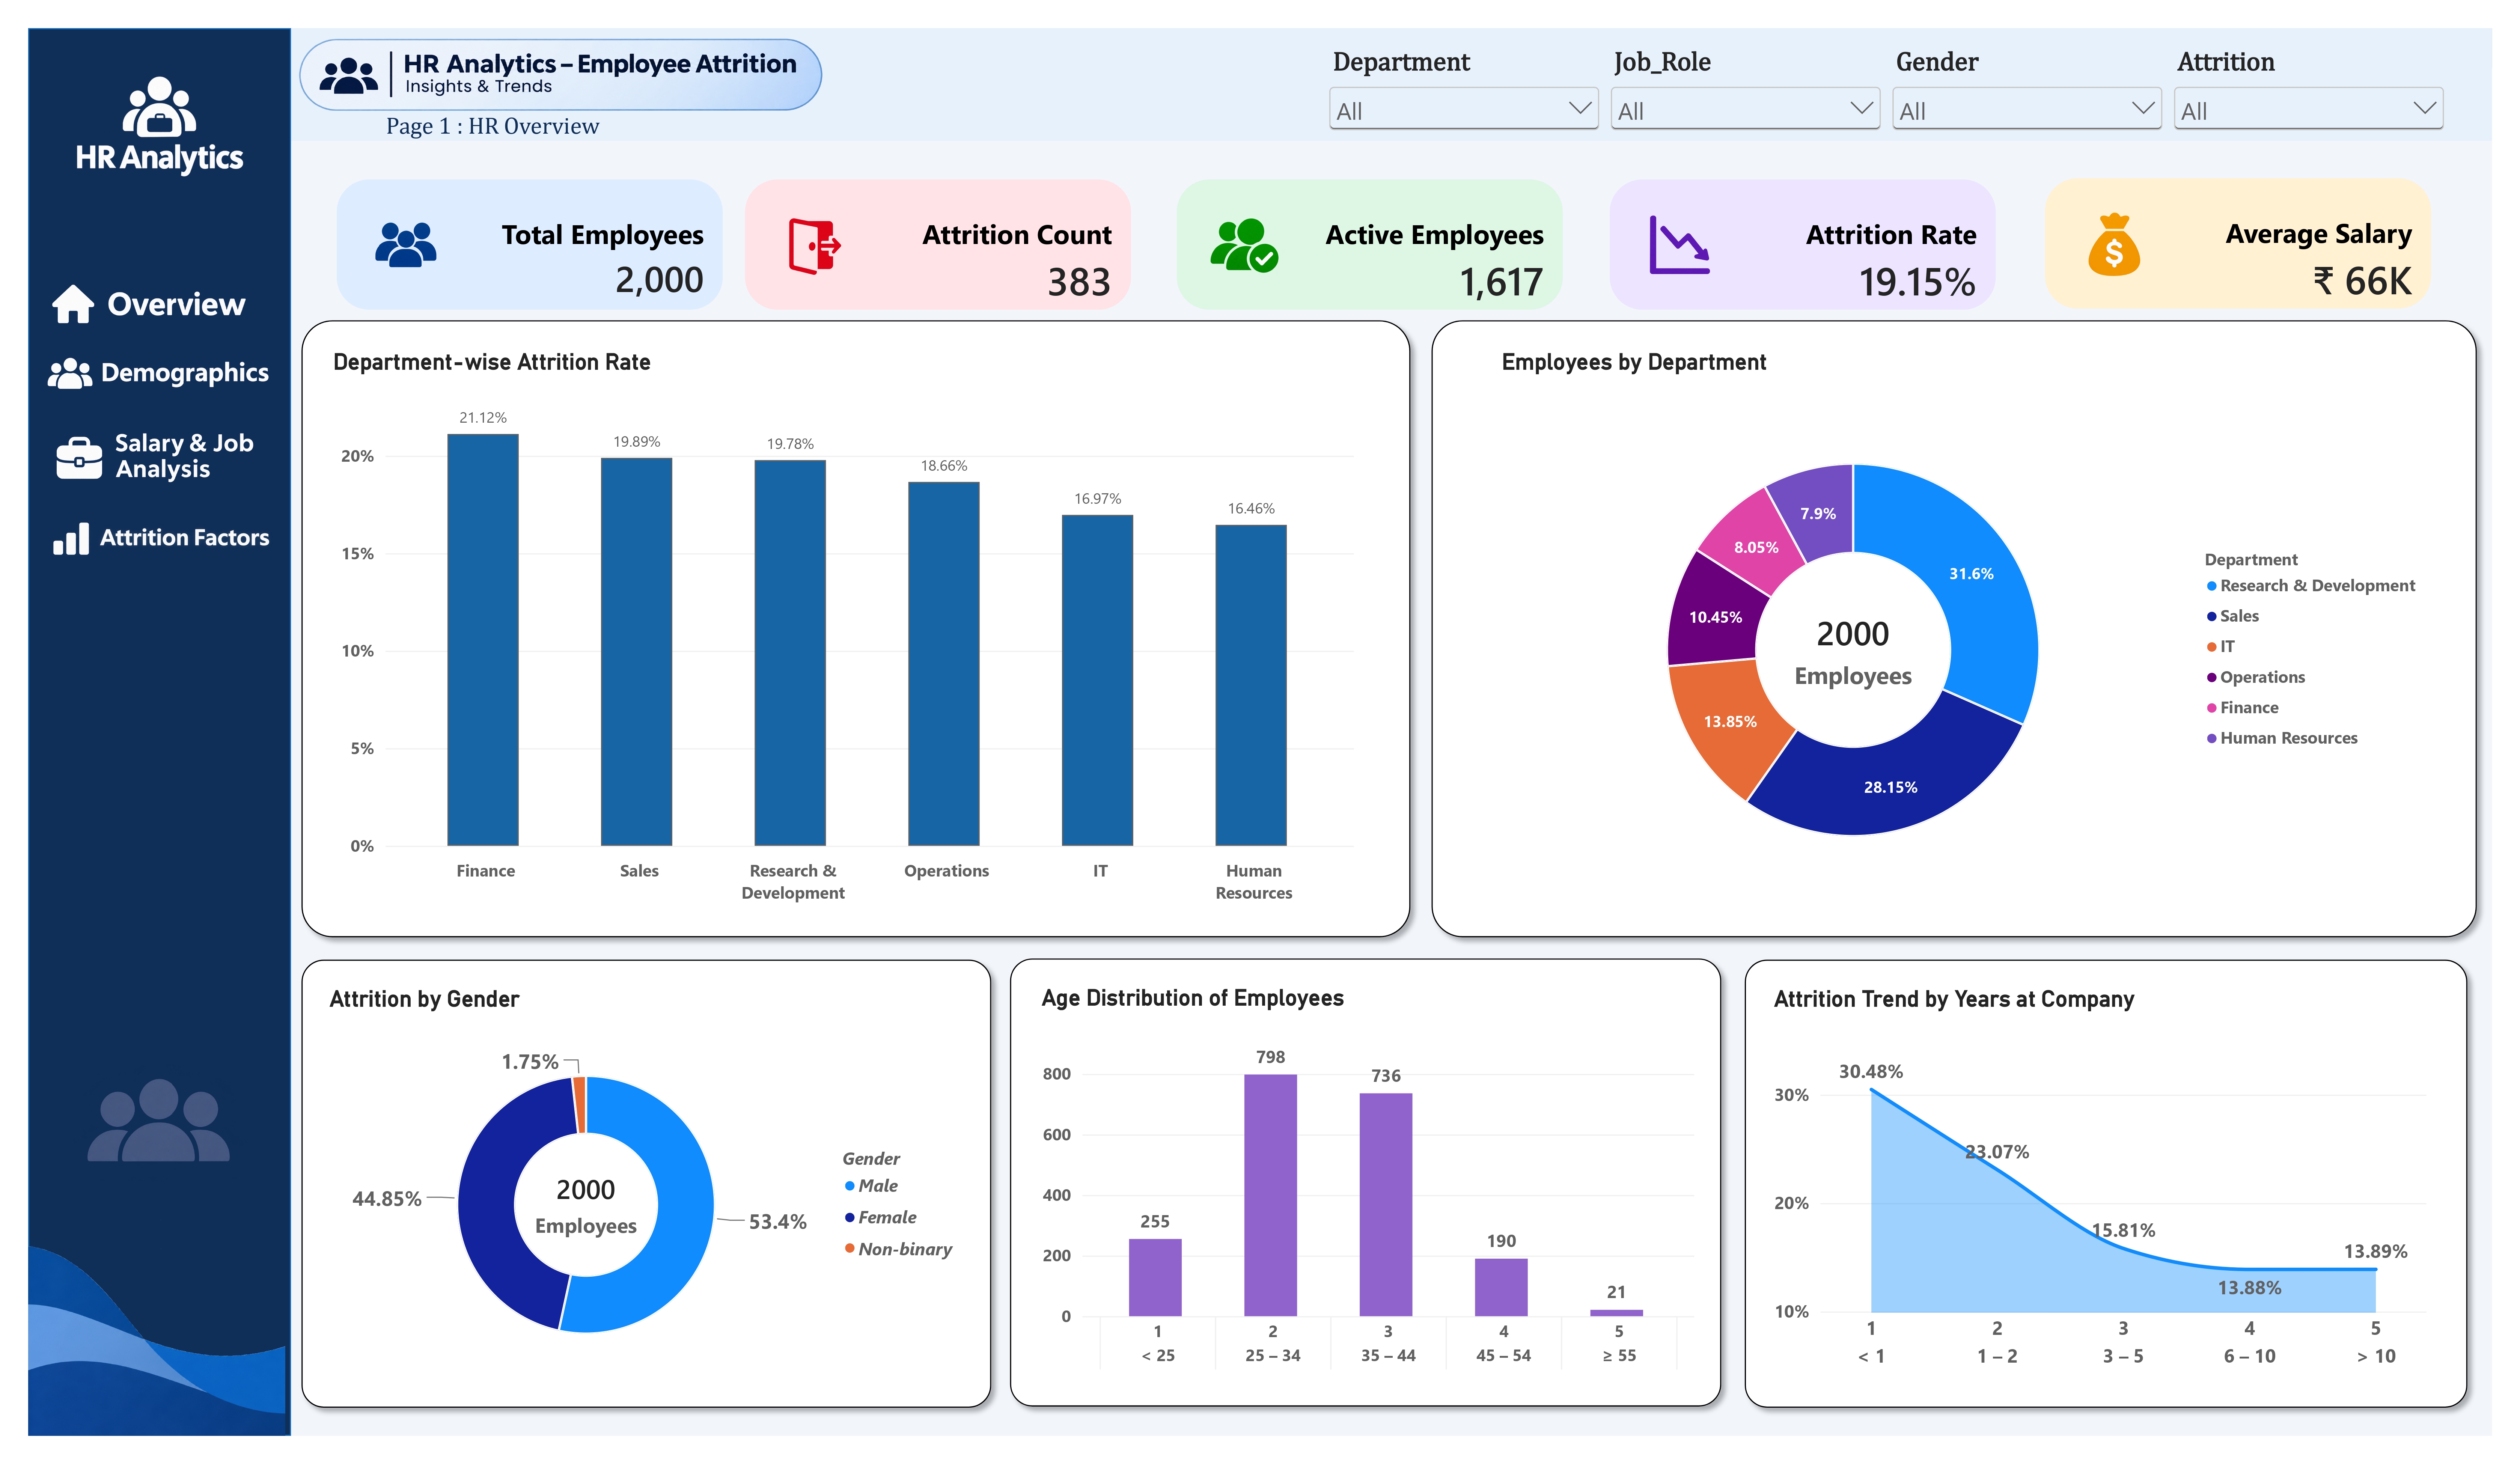 HR Analytics
Overview
Demographics
Salary & Job
Analysis
Attrition Factors
HR Analytics – Employee Attrition
Insights & Trends
Page 1 : HR Overview
Department
All
Job_Role
All
Gender
All
Attrition
All
Total Employees
2,000
Attrition Count
383
Active Employees
1,617
Attrition Rate
19.15%
$
Average Salary
₹ 66K
Department-wise Attrition Rate
20%
15%
10%
5%
0%
21.12%
19.89%
19.78%
18.66%
16.97%
16.46%
Finance
Sales
Research &
Development
Operations
IT
Human
Resources
Employees by Department
7.9%
8.05%
10.45%
13.85%
28.15%
31.6%
2000
Employees
Department
Research & Development
Sales
IT
Operations
Finance
Human Resources
Attrition by Gender
1.75%
44.85%
53.4%
2000
Employees
Gender
Male
Female
Non-binary
Age Distribution of Employees
800
600
400
200
0
255
798
736
190
21
1 2 3 4 5
< 25 25 – 34 35 – 44 45 – 54 ≥ 55
Attrition Trend by Years at Company
30%
20%
10%
30.48%
23.07%
15.81%
13.88%
13.89%
1 2 3 4 5
< 1 1 – 2 3 – 5 6 – 10 > 10